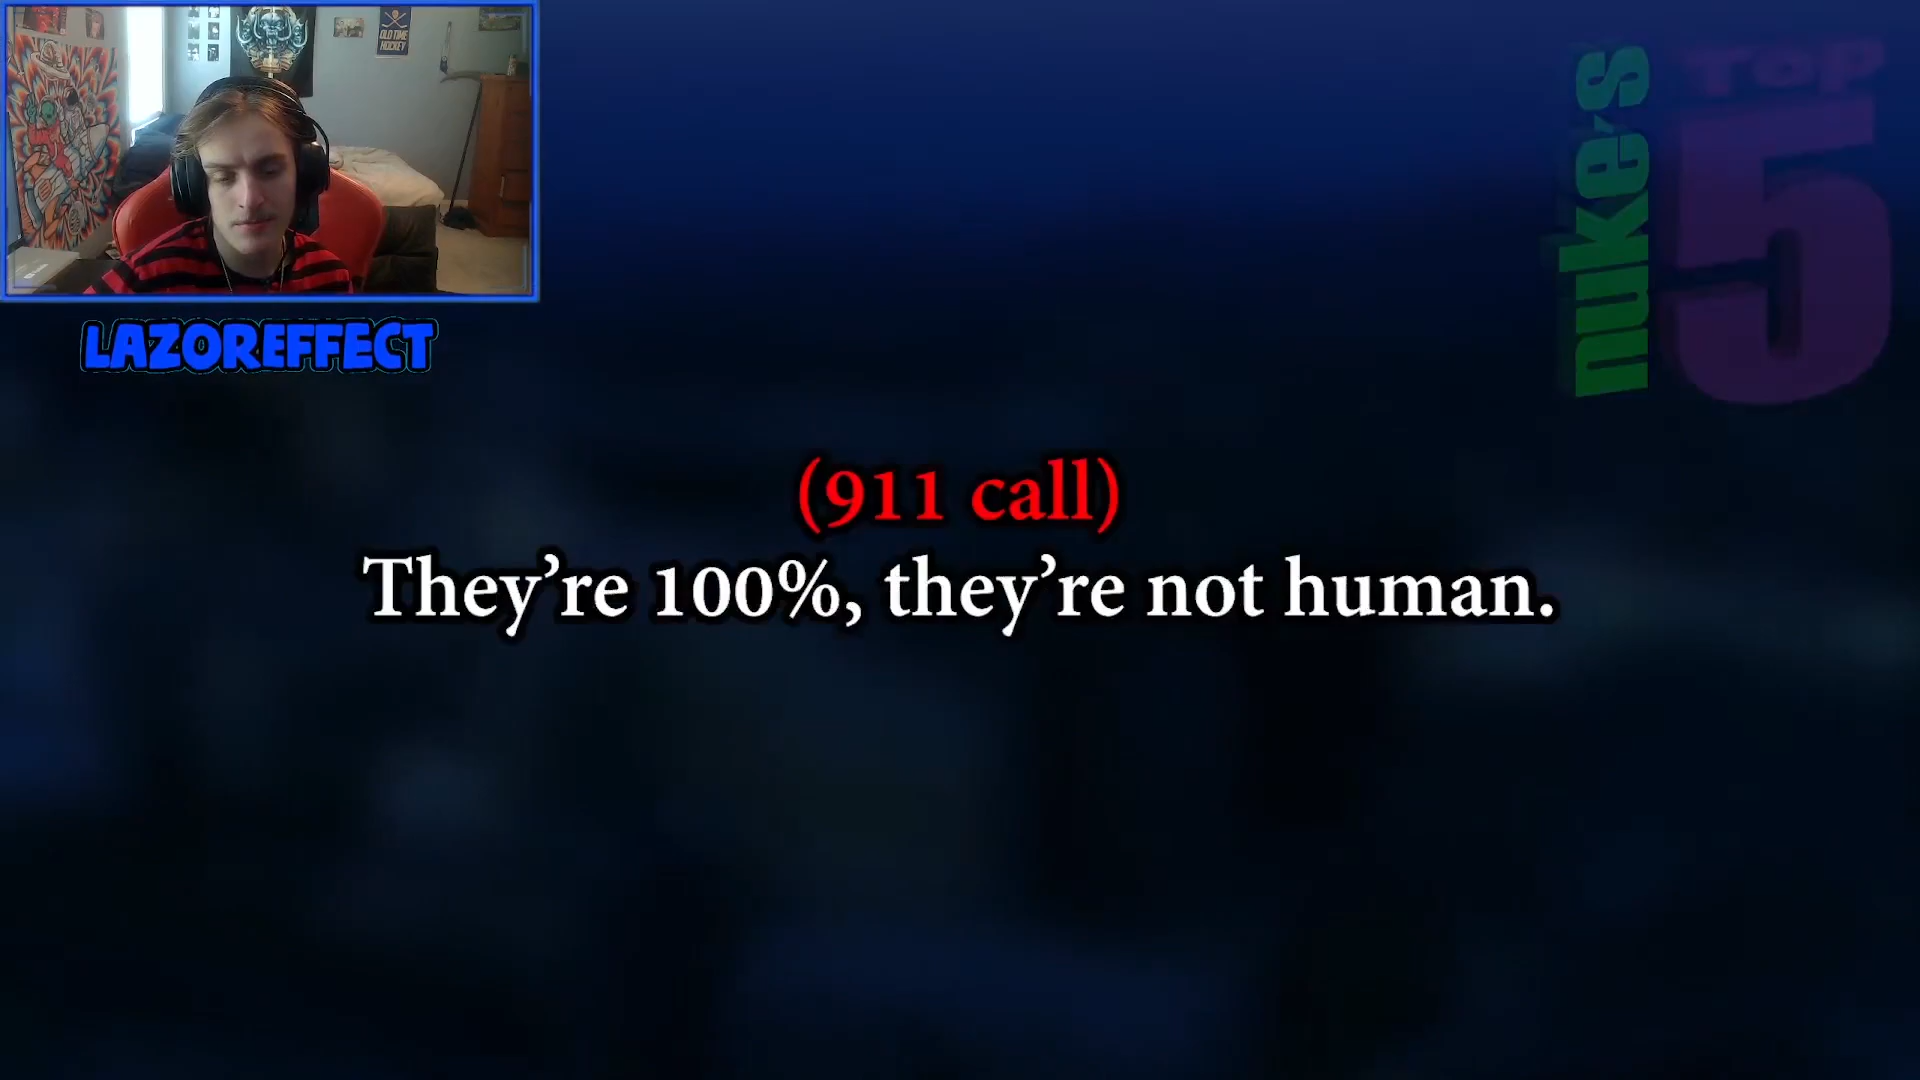 OLD TIME
HOCKEY
LAZOREFFECT
nuke's
Top
5
(911 call)
They're 100%, they're not human.